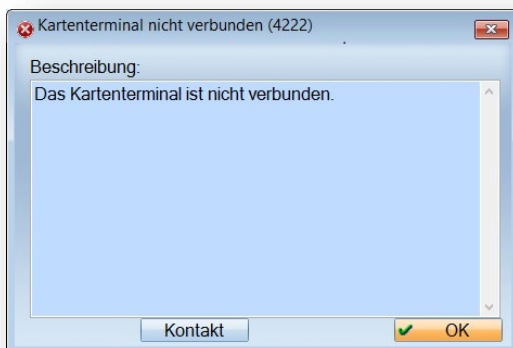 Kartenterminal nicht verbunden (4222)
Beschreibung:
Das Kartenterminal ist nicht verbunden.
Kontakt
OK